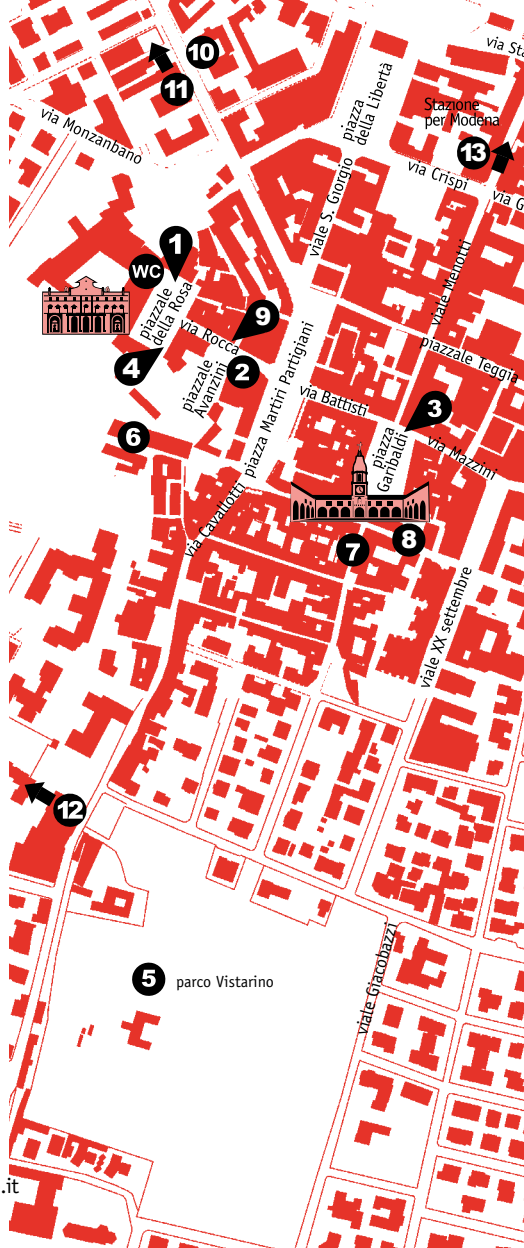 via Sta
10
11
piazza
della Libertà
Stazione
per Modena
13
via Monzanbano
via Crispi
via G
viale S. Giorgio
viale Menotti
1
WC
piazzale
della Rosa
9
via Rocca
4
2
piazzale
Avanzini
piazza Martiri Partigiani
piazzale Teggia
via Battisti
3
6
piazza
Garibaldi
via Mazzini
via Cavallotti
7
8
viale XX settembre
12
5
parco Vistarino
viale Giacobazzi
.it